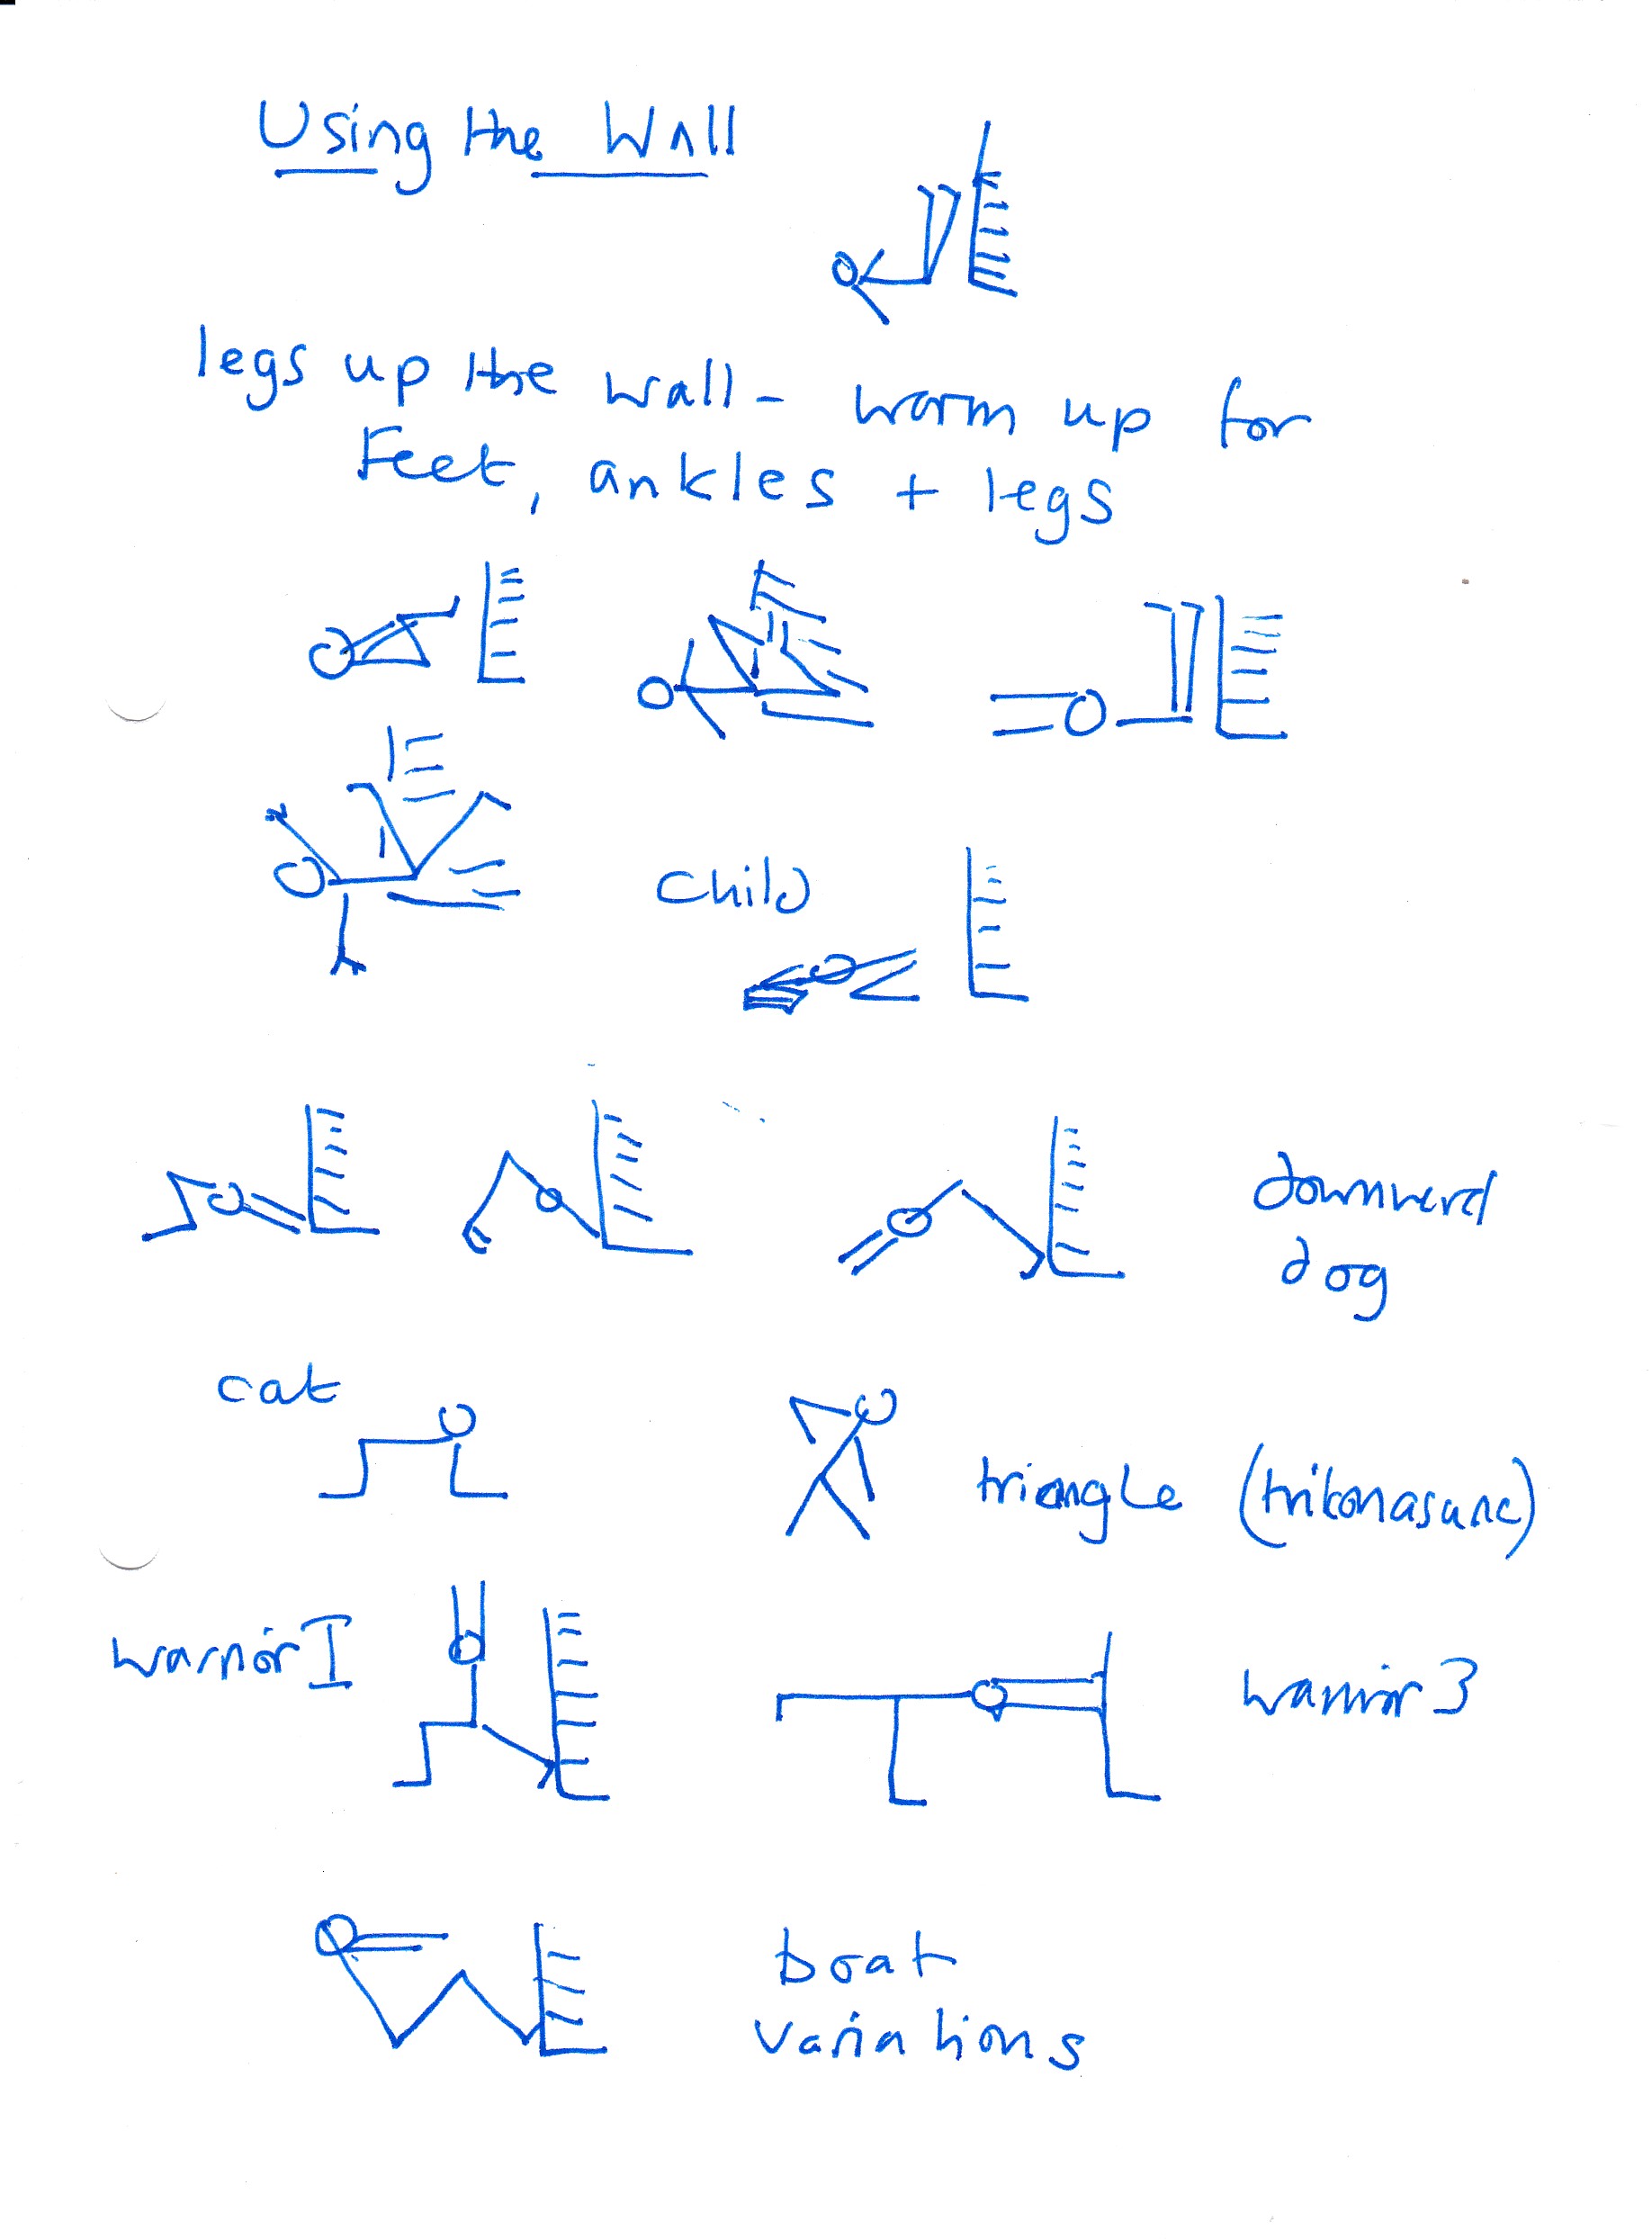 Using the Wall
legs up the wall - warm up for
Feet, ankles + legs
Child
downward
dog
cat
triangle (trikonasana)
warrior I
warrior 3
boat
variations